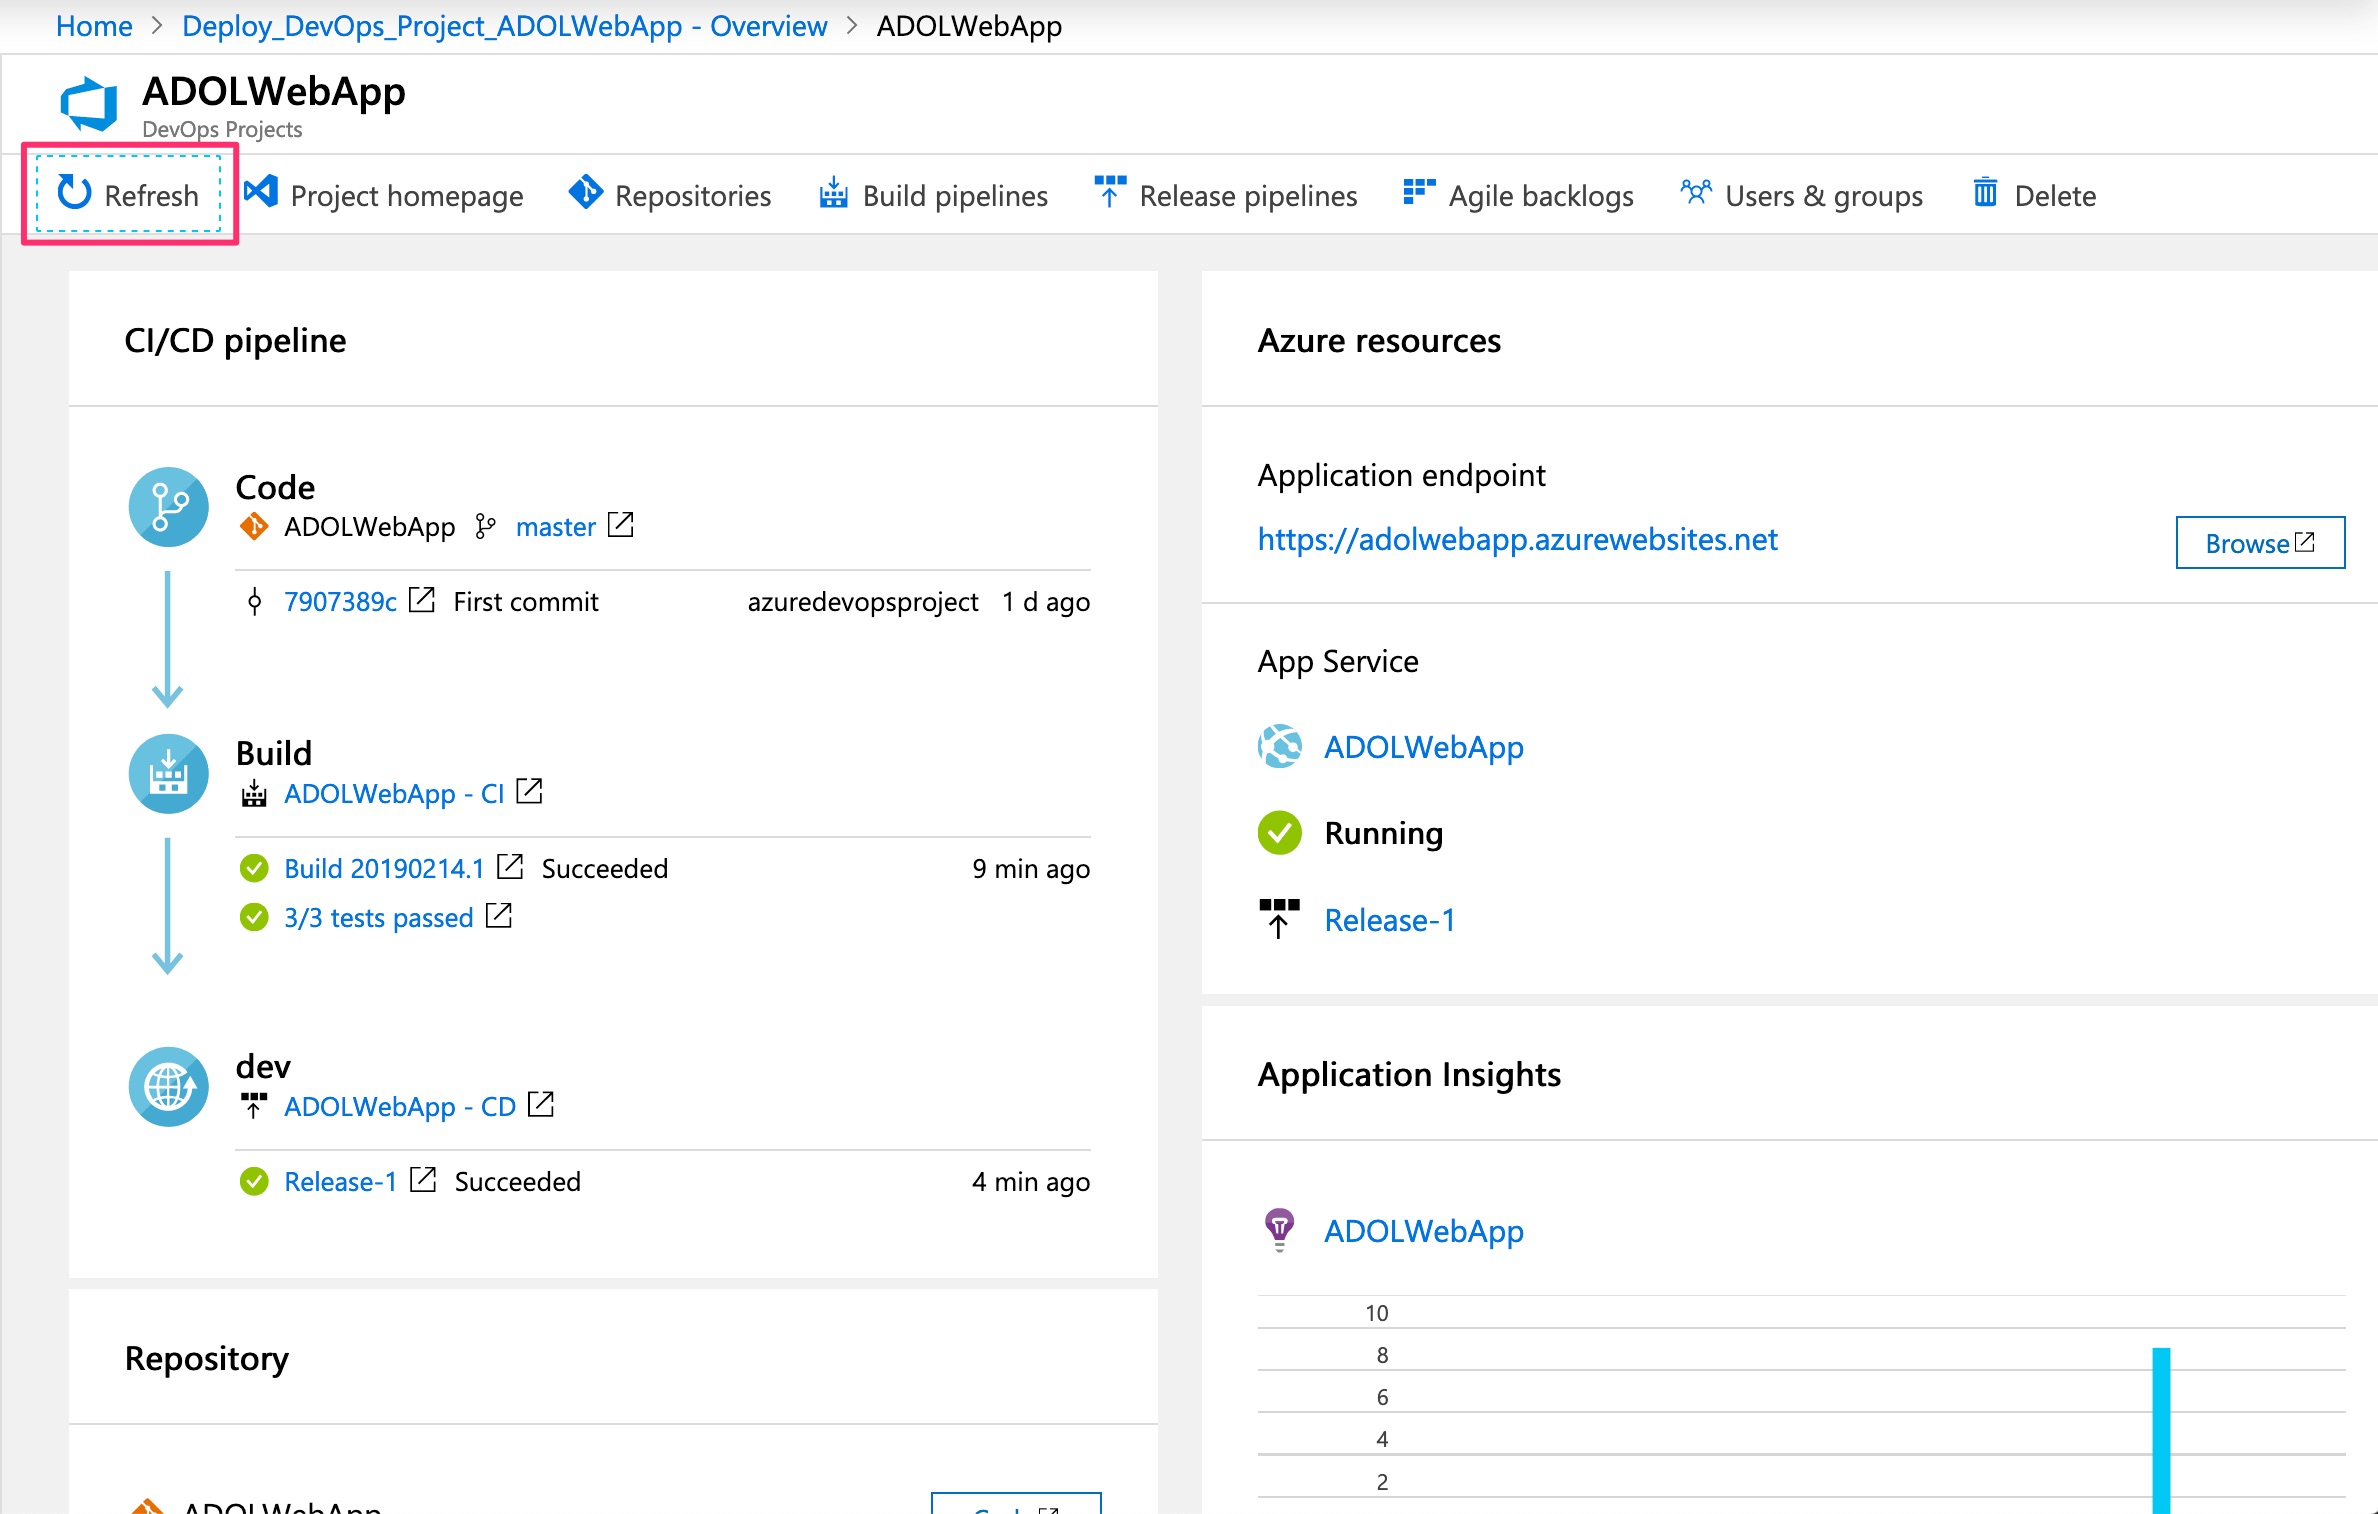 Home > Deploy_DevOps_Project_ADOLWebApp - Overview > ADOLWebApp
ADOLWebApp
DevOps Projects
Refresh Project homepage Repositories Build pipelines Release pipelines Agile backlogs Users & groups Delete
CI/CD pipeline
Code
ADOLWebApp master
7907389c First commit azuredevopsproject 1 d ago
Build
ADOLWebApp - CI
Build 20190214.1 Succeeded 9 min ago
3/3 tests passed
dev
ADOLWebApp - CD
Release-1 Succeeded 4 min ago
Repository
ADOLWebApp
Azure resources
Application endpoint
https://adolwebapp.azurewebsites.net Browse
App Service
ADOLWebApp
Running
Release-1
Application Insights
ADOLWebApp
10
8
6
4
2